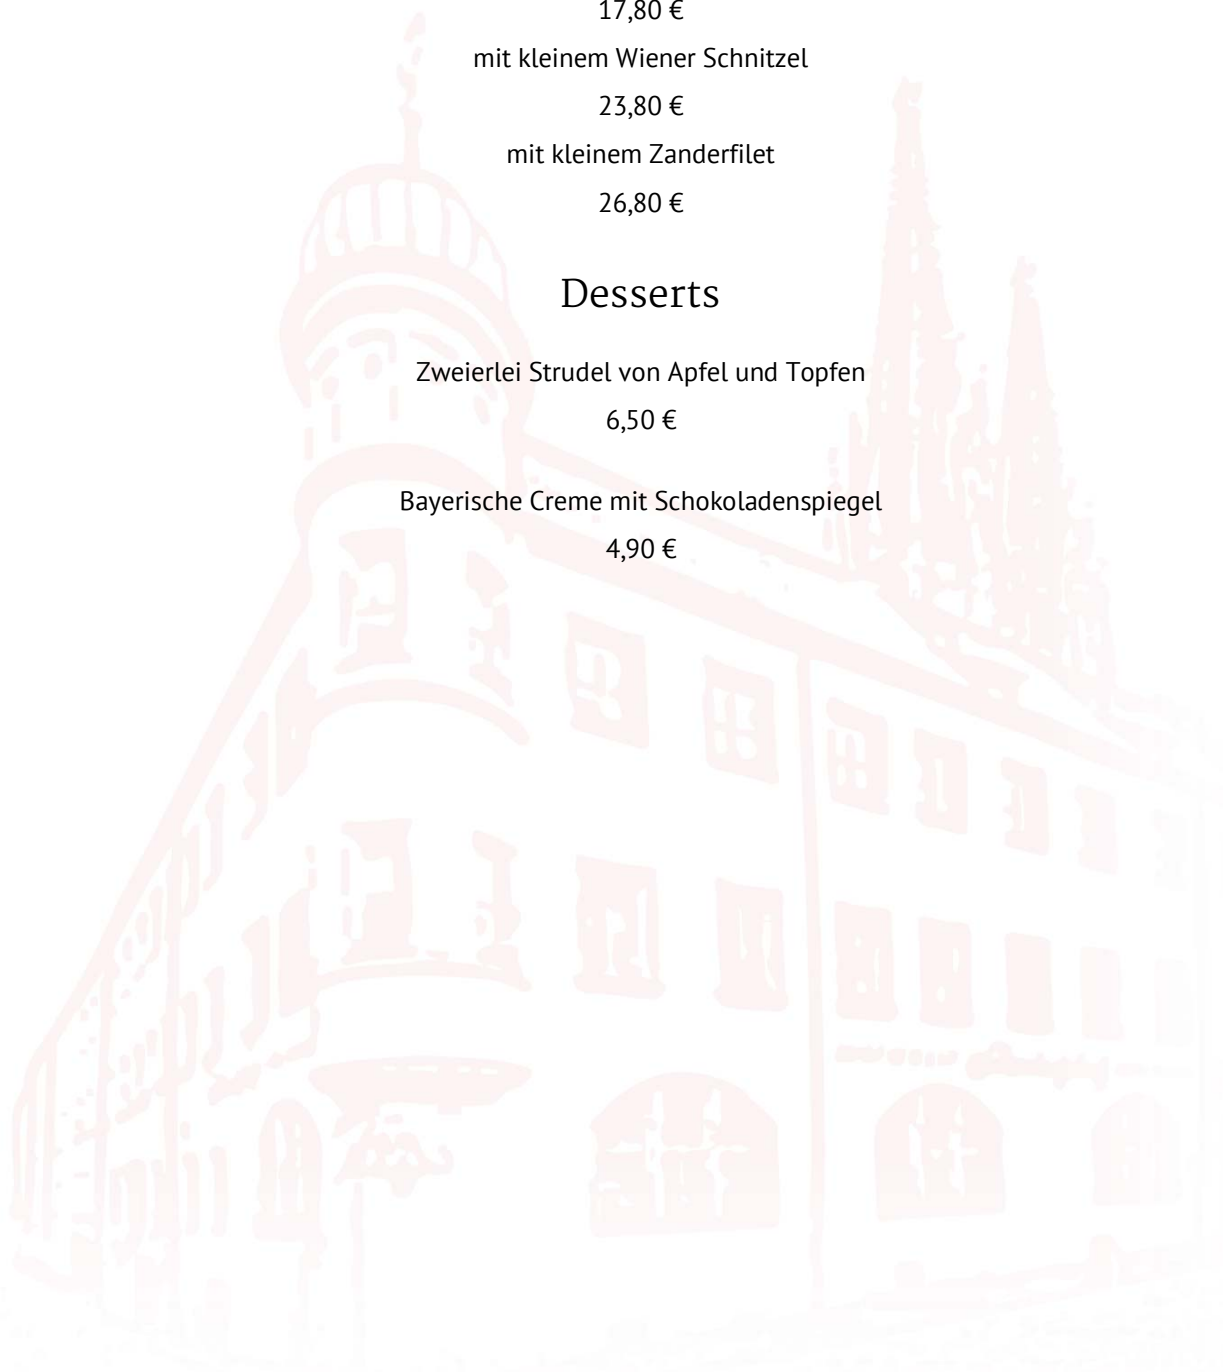 17,80 €
mit kleinem Wiener Schnitzel
23,80 €
mit kleinem Zanderfilet
26,80 €
Desserts
Zweierlei Strudel von Apfel und Topfen
6,50 €
Bayerische Creme mit Schokoladenspiegel
4,90 €